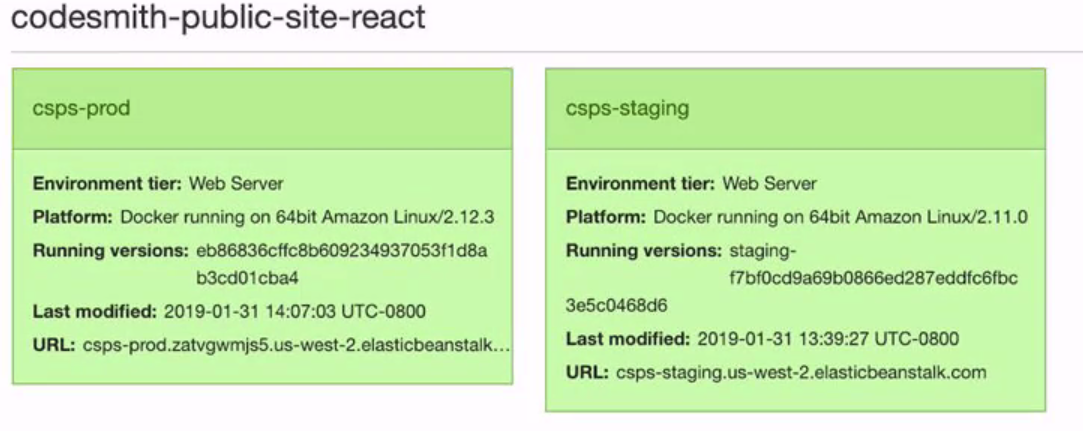 codesmith-public-site-react
csps-prod
Environment tier: Web Server
Platform: Docker running on 64bit Amazon Linux/2.12.3
Running versions: eb86836cffc8b609234937053f1d8a
b3cd01cba4
Last modified: 2019-01-31 14:07:03 UTC-0800
URL: csps-prod.zatvgwmjs5.us-west-2.elasticbeanstalk...
csps-staging
Environment tier: Web Server
Platform: Docker running on 64bit Amazon Linux/2.11.0
Running versions: staging-
f7bf0cd9a69b0866ed287eddfc6fbc
3e5c0468d6
Last modified: 2019-01-31 13:39:27 UTC-0800
URL: csps-staging.us-west-2.elasticbeanstalk.com